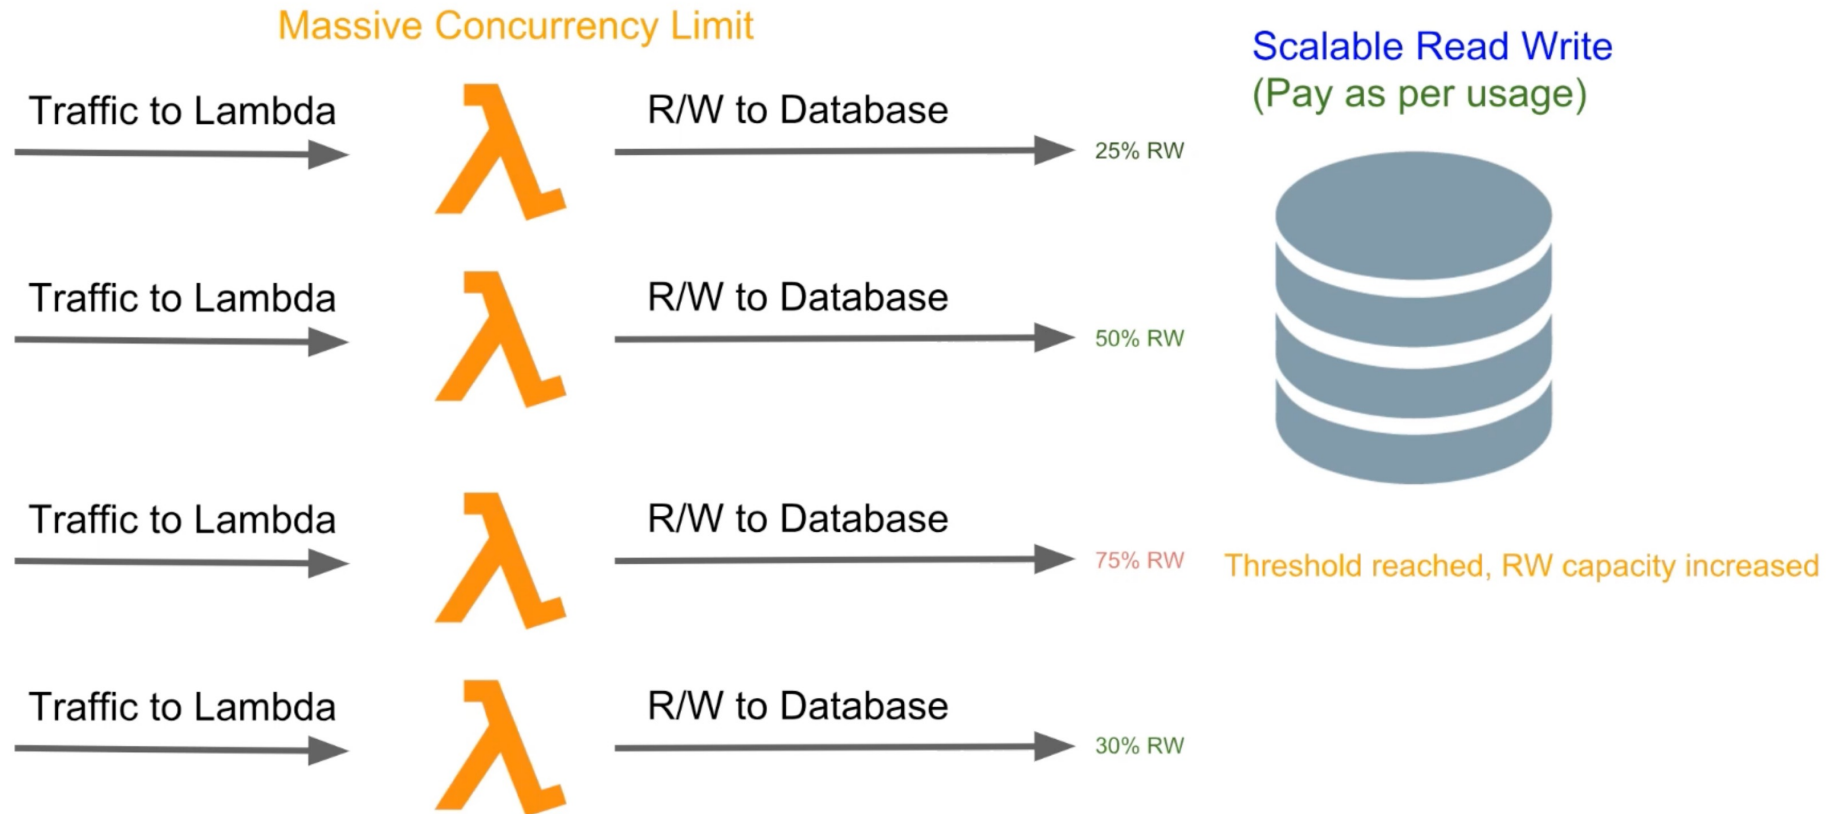 Massive Concurrency Limit
Scalable Read Write
(Pay as per usage)
Traffic to Lambda
R/W to Database
25% RW
Traffic to Lambda
R/W to Database
50% RW
Traffic to Lambda
R/W to Database
75% RW
Threshold reached, RW capacity increased
Traffic to Lambda
R/W to Database
30% RW